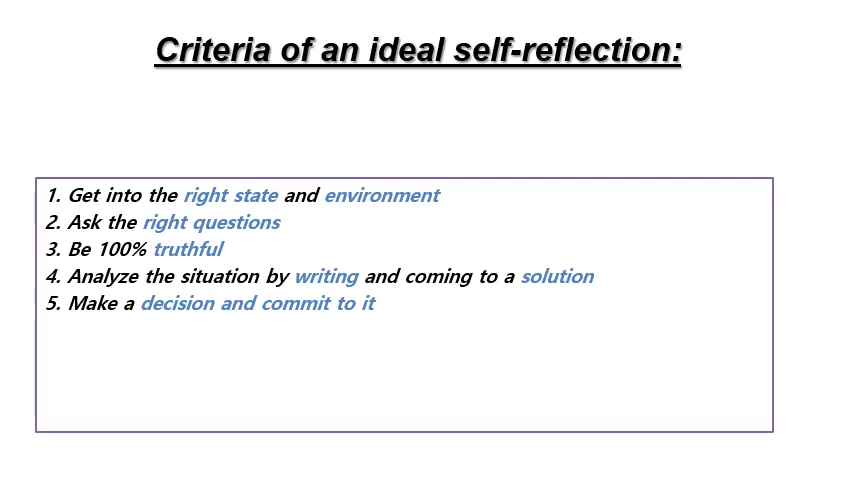 Criteria of an ideal self-reflection:
1. Get into the right state and environment
2. Ask the right questions
3. Be 100% truthful
4. Analyze the situation by writing and coming to a solution
5. Make a decision and commit to it